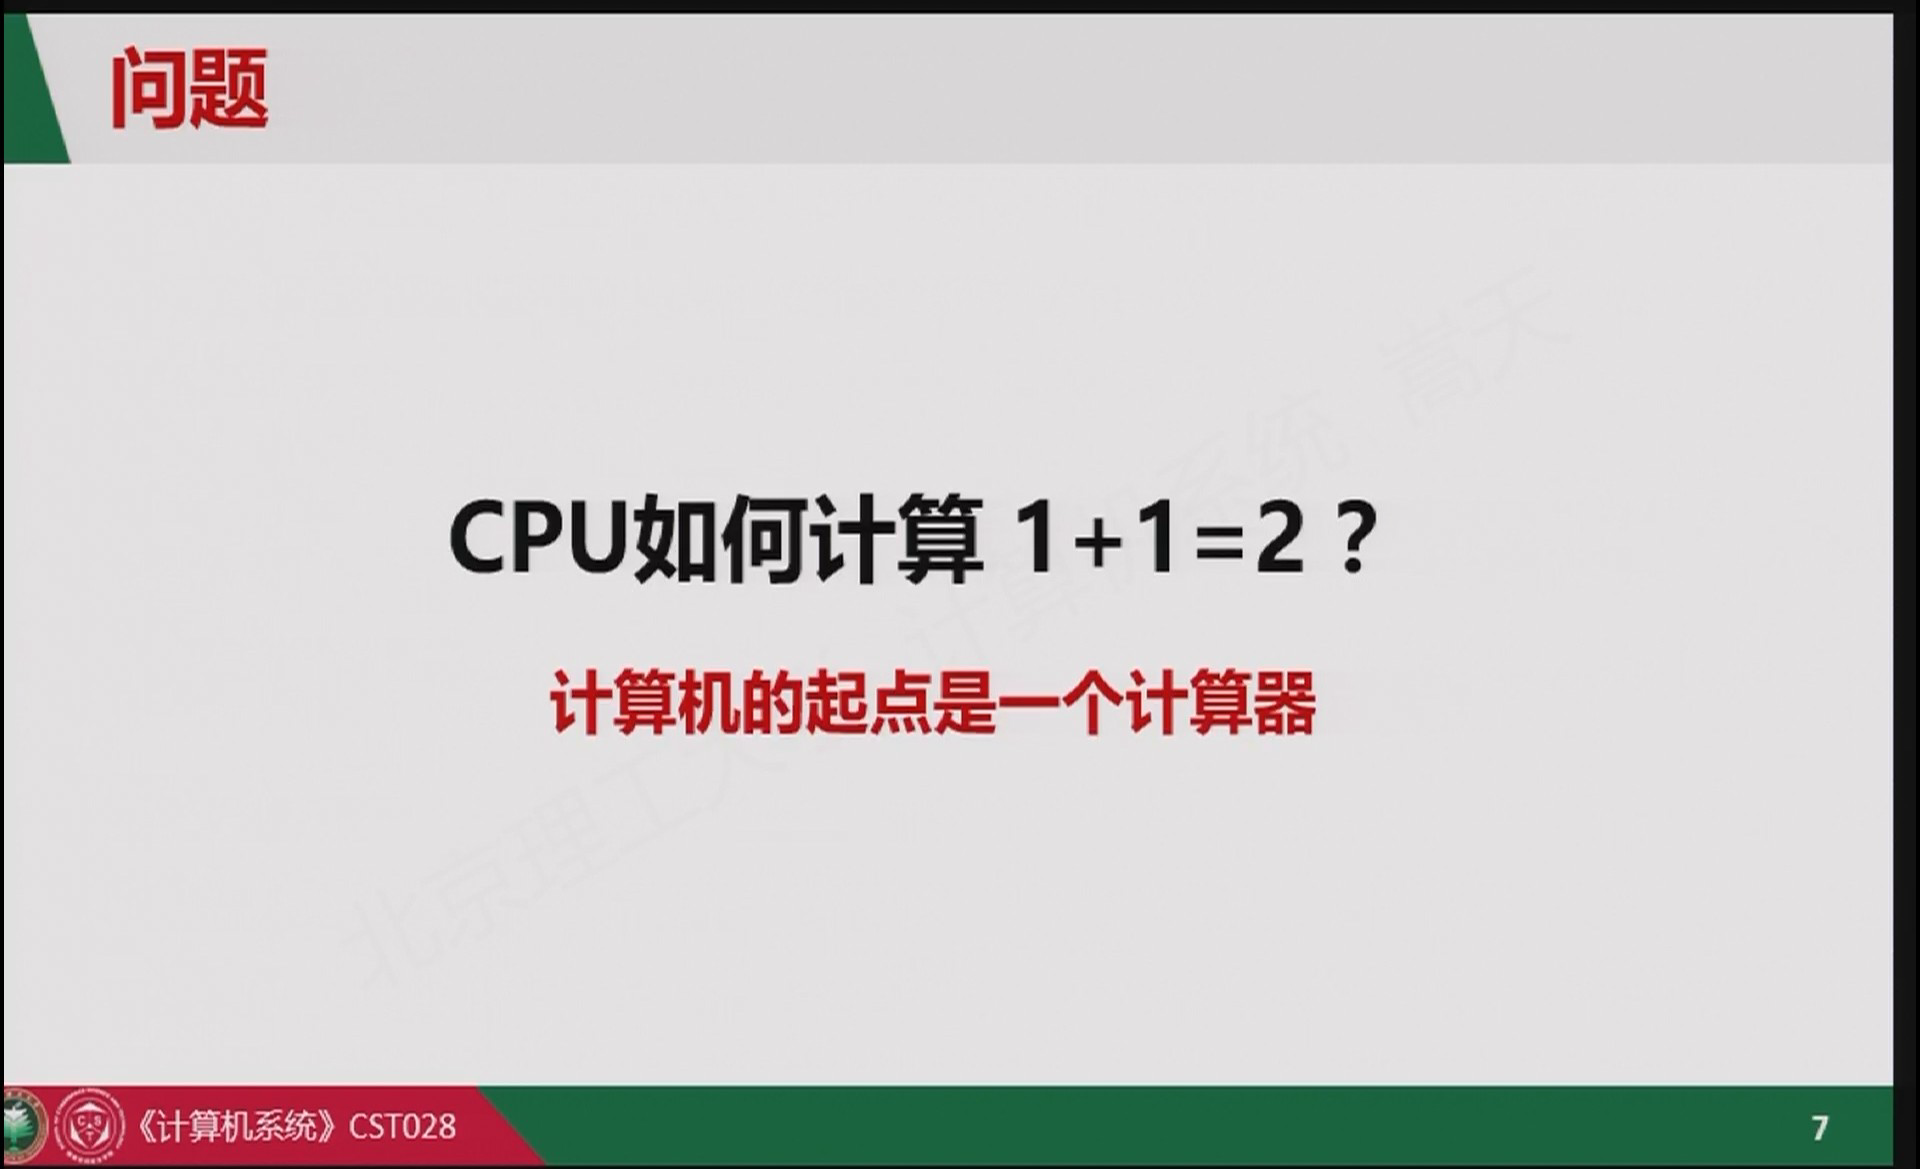 问题
CPU如何计算 1+1=2？
计算机的起点是一个计算器
北京理工大学 计算机系统 嵩天
《计算机系统》CST028
7